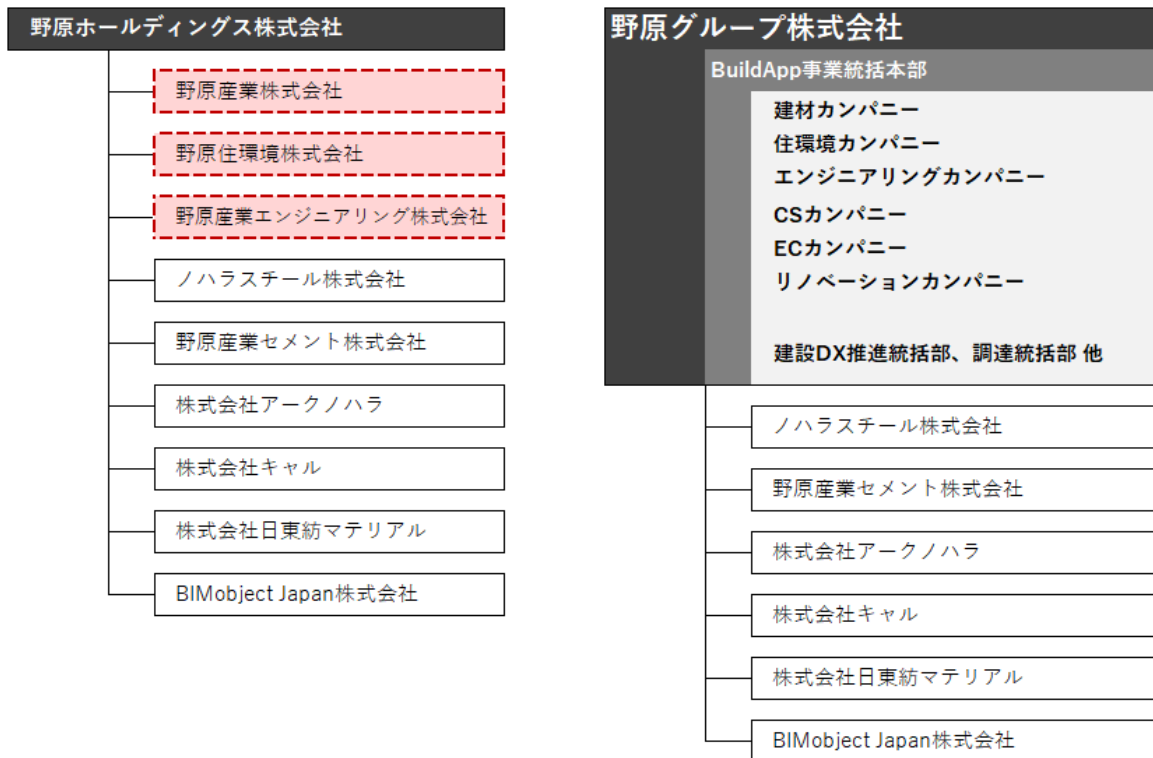 野原ホールディングス株式会社
野原産業株式会社
野原住環境株式会社
野原産業エンジニアリング株式会社
ノハラスチール株式会社
野原産業セメント株式会社
株式会社アークノハラ
株式会社キャル
株式会社日東紡マテリアル
BIMobject Japan株式会社
野原グループ株式会社
BuildApp事業統括本部
建材カンパニー
住環境カンパニー
エンジニアリングカンパニー
CSカンパニー
ECカンパニー
リノベーションカンパニー
建設DX推進統括部、調達統括部 他
ノハラスチール株式会社
野原産業セメント株式会社
株式会社アークノハラ
株式会社キャル
株式会社日東紡マテリアル
BIMobject Japan株式会社